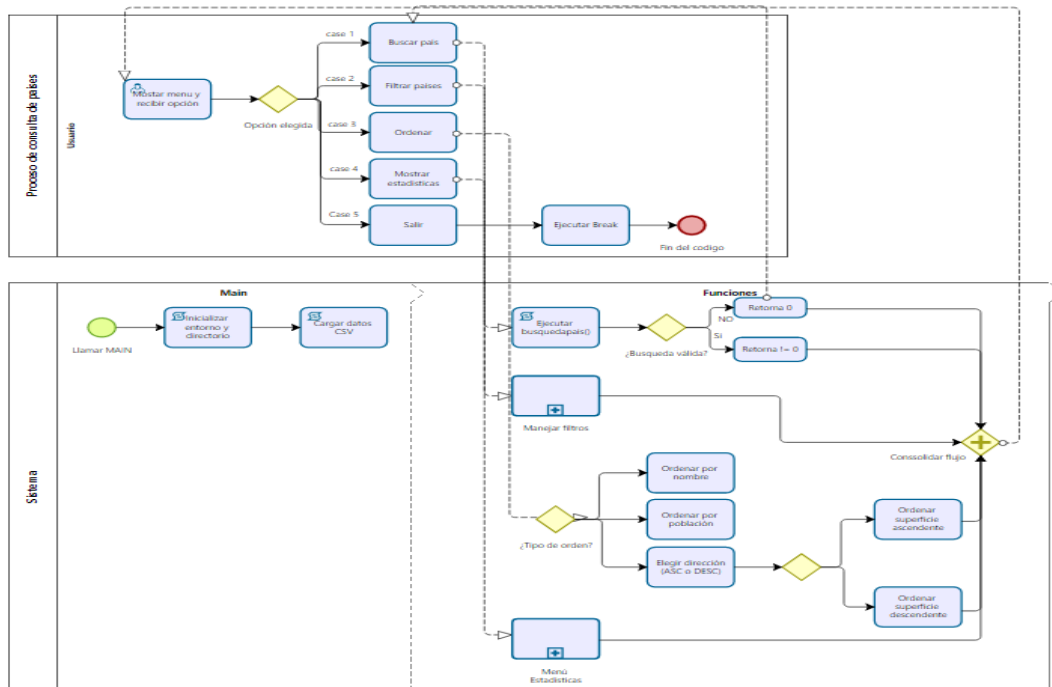 Proceso de consulta de países
Usuario
Mostar menu y
recibir opción
Opción elegida
case 1
Buscar pais
case 2
Filtrar países
case 3
Ordenar
case 4
Mostrar
estadísticas
Case 5
Salir
Ejecutar Break
Fin del codigo
Sistema
Main
Funciones
Llamar MAIN
Inicializar
entorno y
directorio
Cargar datos
CSV
Ejecutar
busquedapais()
¿Busqueda válida?
NO
Retorna 0
Si
Retorna != 0
Manejar filtros
Conssolidar flujo
¿Tipo de orden?
Ordenar por
nombre
Ordenar por
población
Elegir dirección
(ASC o DESC)
Ordenar
superficie
ascendente
Ordenar
superficie
descendente
Menú
Estadísticas